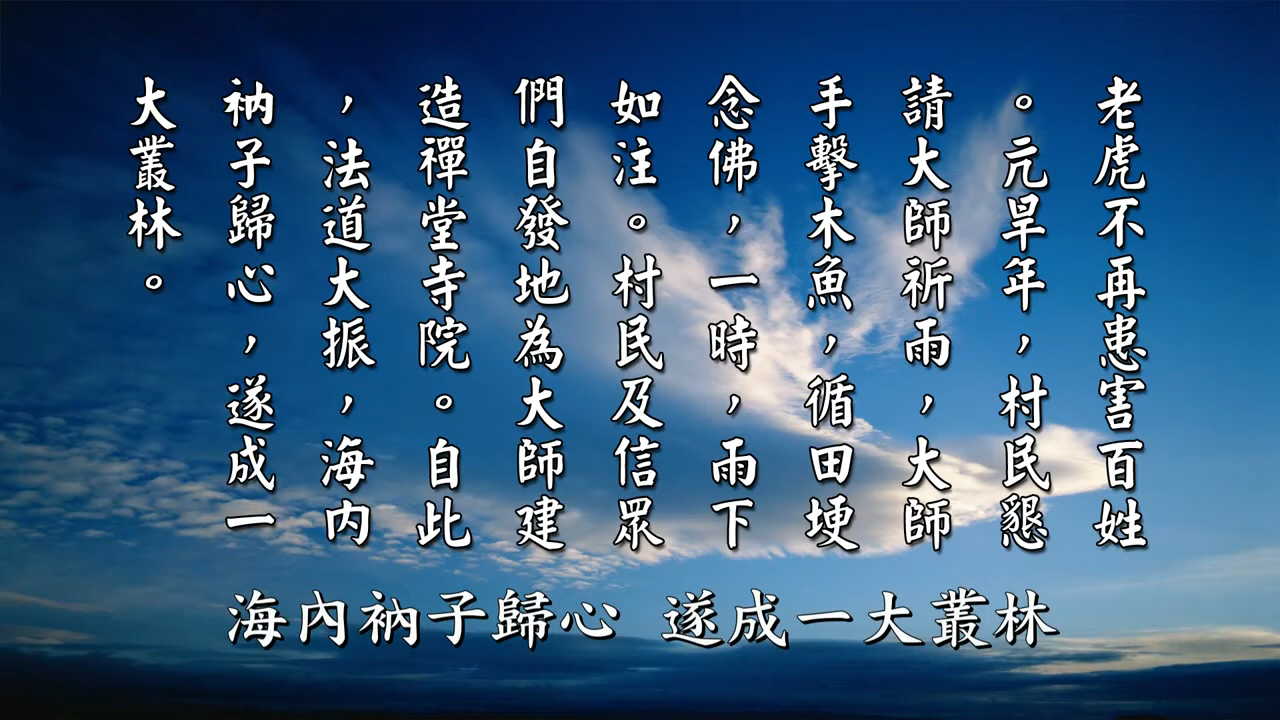 老虎不再患害百姓
。亢旱年，村民懇
請大師祈雨，大師
手擊木魚，循田埂
念佛，一時，雨下
如注。村民及信眾
們自發地為大師建
造禪堂寺院。自此
，法道大振，海内
衲子歸心，遂成一
大叢林。
海內衲子歸心 遂成一大叢林